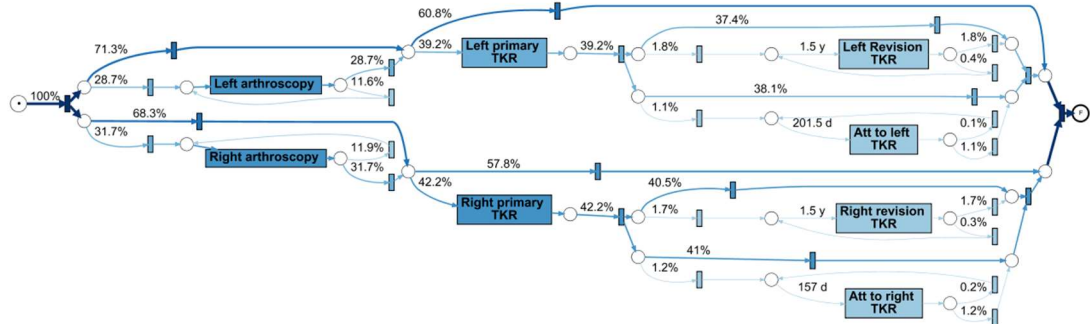 60.8%
37.4%
71.3%
39.2%
Left primary
TKR
39.2%
1.8%
1.5 y
Left Revision
TKR
1.8%
0.4%
28.7%
28.7%
Left arthroscopy
11.6%
100%
38.1%
1.1%
201.5 d
Att to left
TKR
0.1%
1.1%
68.3%
31.7%
11.9%
Right arthroscopy
31.7%
57.8%
42.2%
40.5%
Right primary
TKR
42.2%
1.7%
1.5 y
Right revision
TKR
1.7%
0.3%
41%
1.2%
157 d
Att to right
TKR
0.2%
1.2%
F